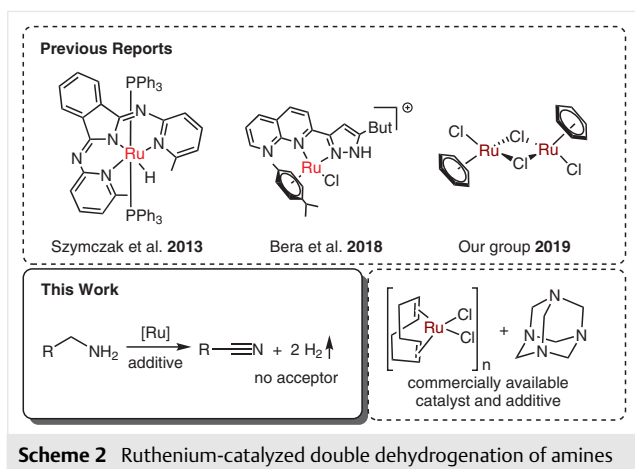 Previous Reports
PPh3
N
N
Ru
N
N
H
N
PPh3
Szymczak et al. 2013
But
⊕
N
N
N
NH
Ru
Cl
Bera et al. 2018
Cl
Cl
Ru
Ru
Cl
Cl
Our group 2019
This Work
R
NH2
[Ru]
additive
R
N
+ 2 H2
no acceptor
Ru
Cl
Cl
n
+
N
N
N
N
commercially available
catalyst and additive
Scheme 2 Ruthenium-catalyzed double dehydrogenation of amines